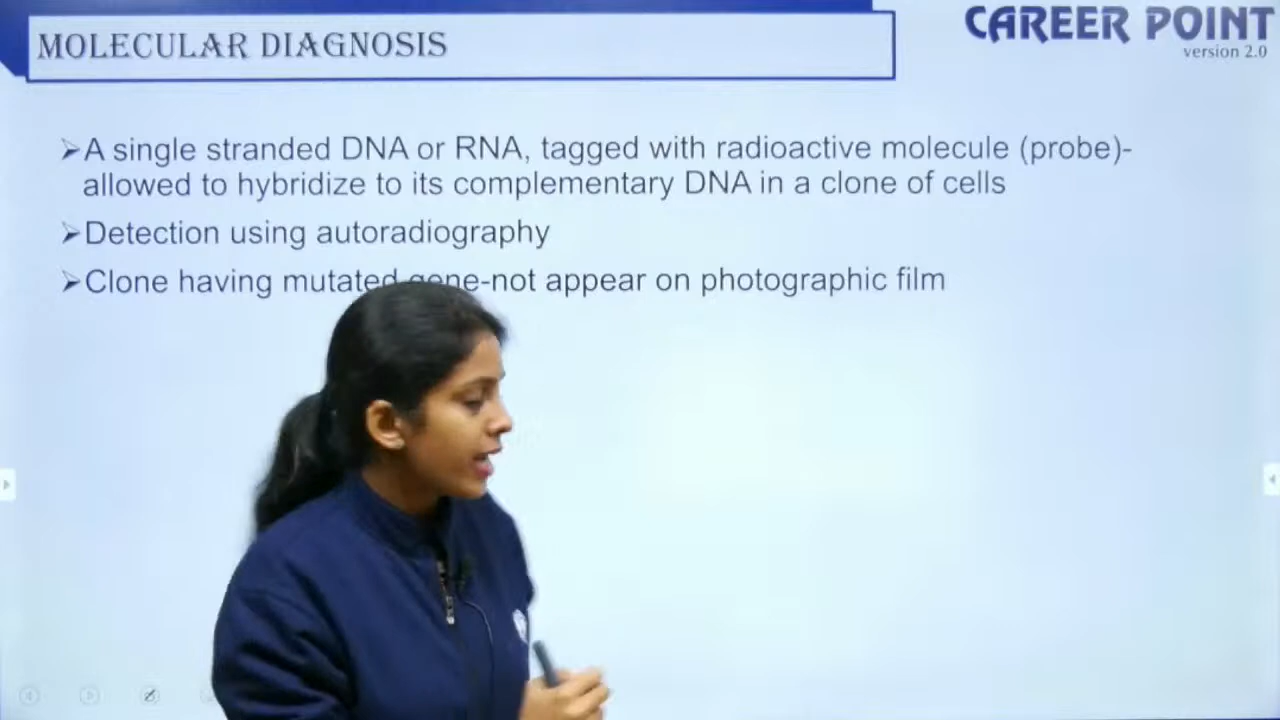 MOLECULAR DIAGNOSIS
CAREER POINT
version 2.0
➢A single stranded DNA or RNA, tagged with radioactive molecule (probe)-
allowed to hybridize to its complementary DNA in a clone of cells
➢Detection using autoradiography
➢Clone having mutated gene-not appear on photographic film